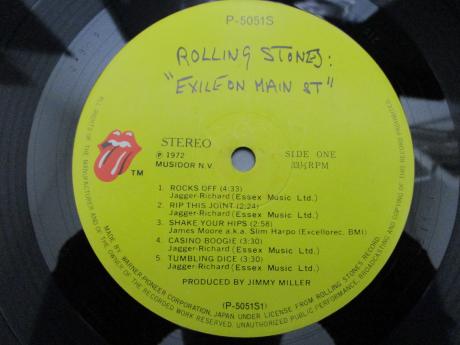 P-5051S
ROLLING STONES:
"EXILE ON MAIN ST"
TM
STEREO
℗ 1972
MUSIDOR N.V.
SIDE ONE
33⅓RPM
1. ROCKS OFF (4:33)
Jagger-Richard (Essex Music Ltd.)
2. RIP THIS JOINT (2:24)
Jagger-Richard (Essex Music Ltd.)
3. SHAKE YOUR HIPS (2:58)
James Moore a.k.a. Slim Harpo (Excellorec, BMI)
4. CASINO BOOGIE (3:30)
Jagger-Richard (Essex Music Ltd.)
5. TUMBLING DICE (3:30)
Jagger-Richard (Essex Music Ltd.)
PRODUCED BY JIMMY MILLER
(P-5051S1)
MADE BY WARNER-PIONEER CORPORATION, JAPAN, UNDER LICENSE FROM ROLLING STONES RECORD
ALL RIGHTS OF THE MANUFACTURER AND OF THE OWNER OF THE RECORDED WORK RESERVED. UNAUTHORIZED PUBLIC PERFORMANCE, BROADCASTING AND COPYING OF THIS RECORD PROHIBITED